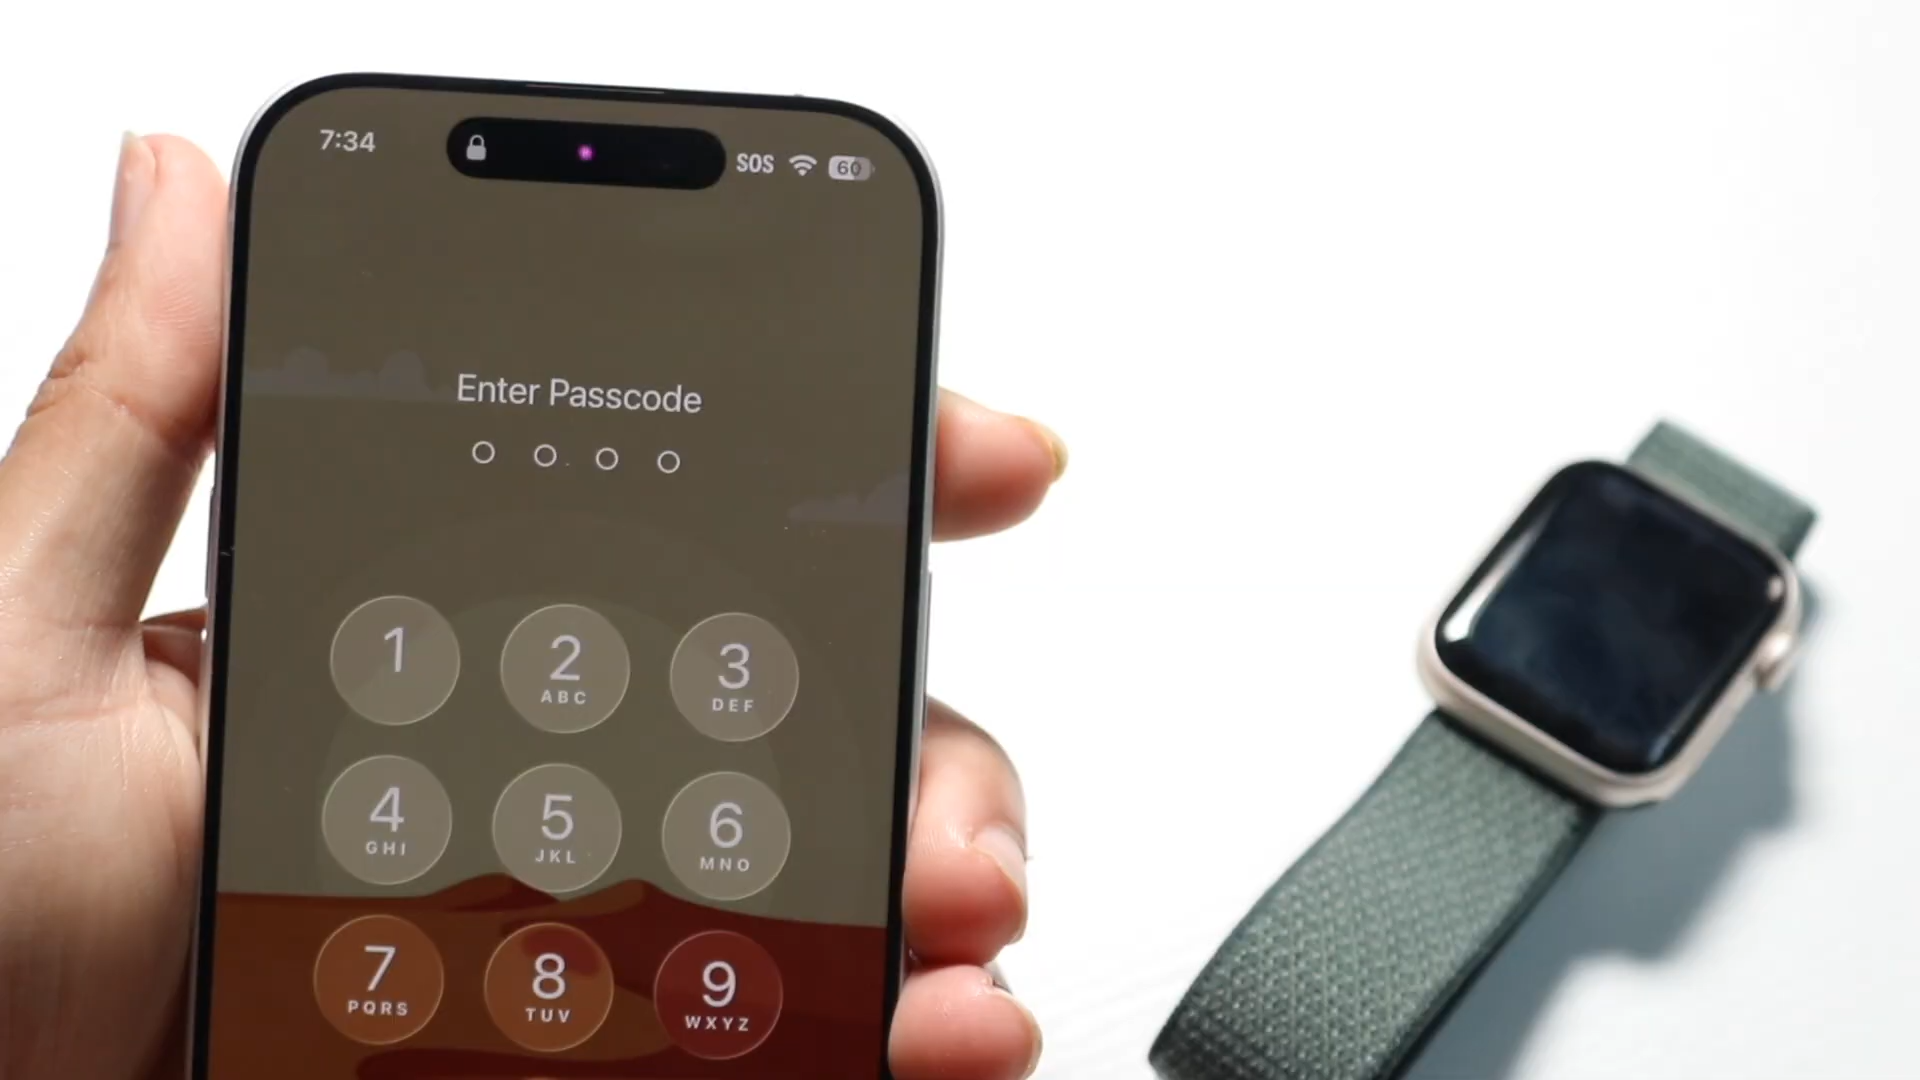 7:34 SOS 60
Enter Passcode
1 2 3
ABC DEF
4 5 6
GHI JKL MNO
7 8 9
PQRS TUV WXYZ